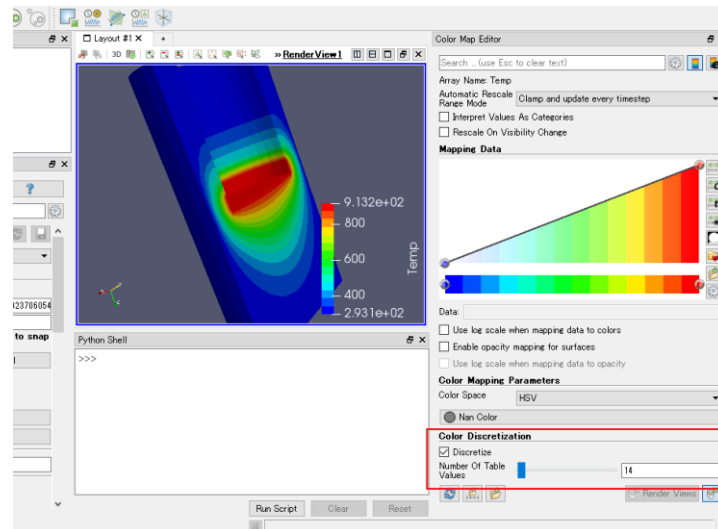 Layout #1
3D
»RenderView1
9.132e+02
800
600
400
2.931e+02
Temp
?
323706054
to snap
Python Shell
>>>
Run Script
Clear
Reset
Color Map Editor
Search ... (use Esc to clear text)
Array Name: Temp
Automatic Rescale
Range Mode
Clamp and update every timestep
Interpret Values As Categories
Rescale On Visibility Change
Mapping Data
Data:
Use log scale when mapping data to colors
Enable opacity mapping for surfaces
Use log scale when mapping data to opacity
Color Mapping Parameters
Color Space
HSV
Nan Color
Color Discretization
Discretize
Number Of Table
Values
14
Render Views